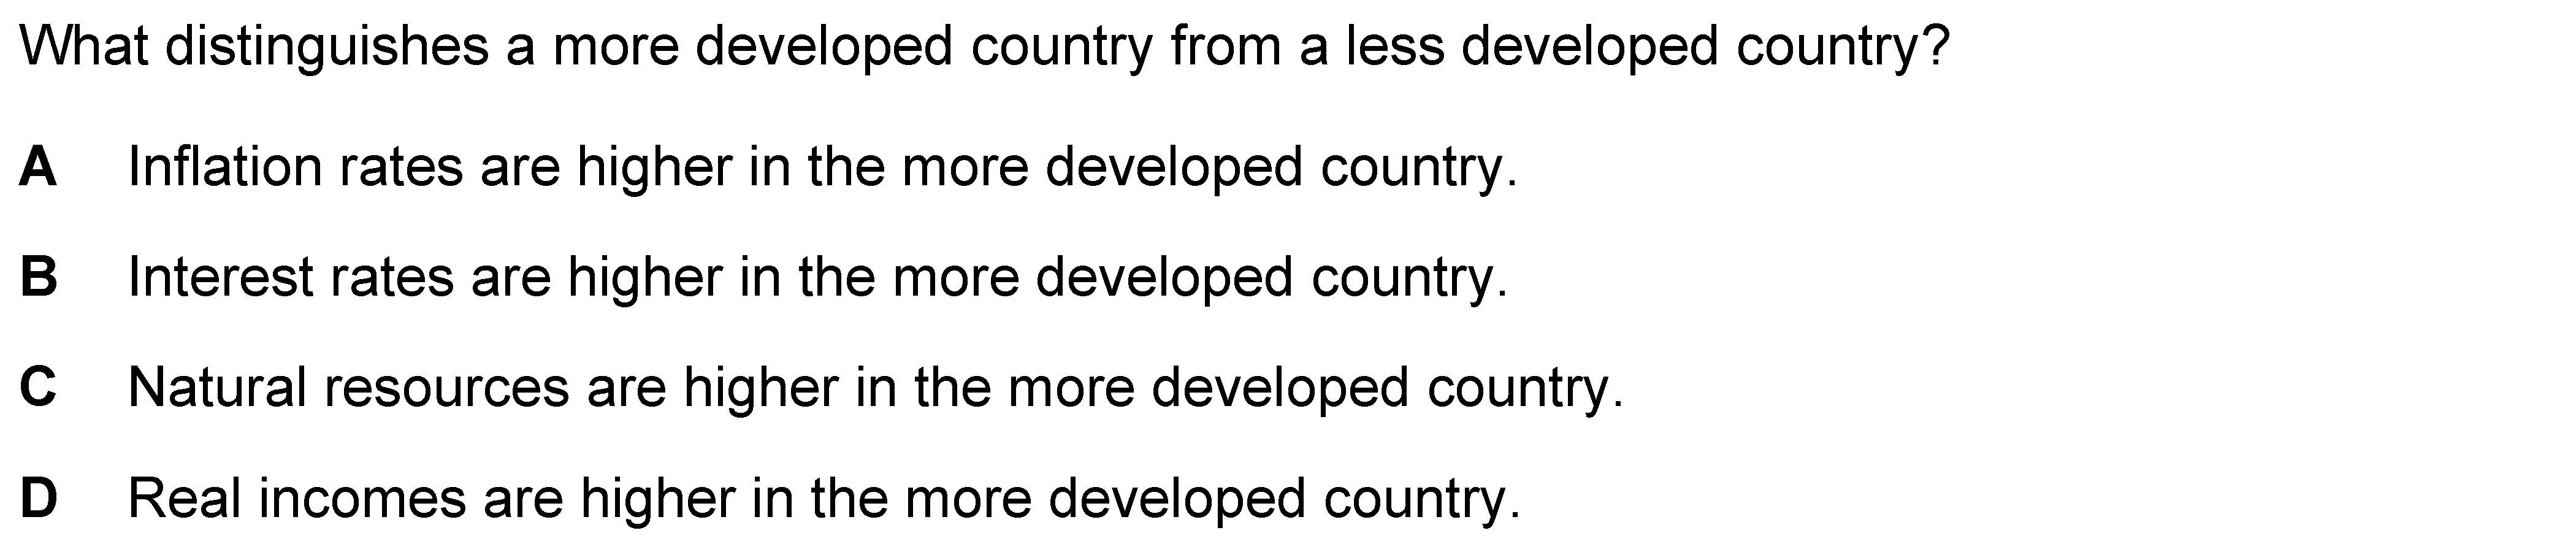 What distinguishes a more developed country from a less developed country?
A Inflation rates are higher in the more developed country.
B Interest rates are higher in the more developed country.
C Natural resources are higher in the more developed country.
D Real incomes are higher in the more developed country.